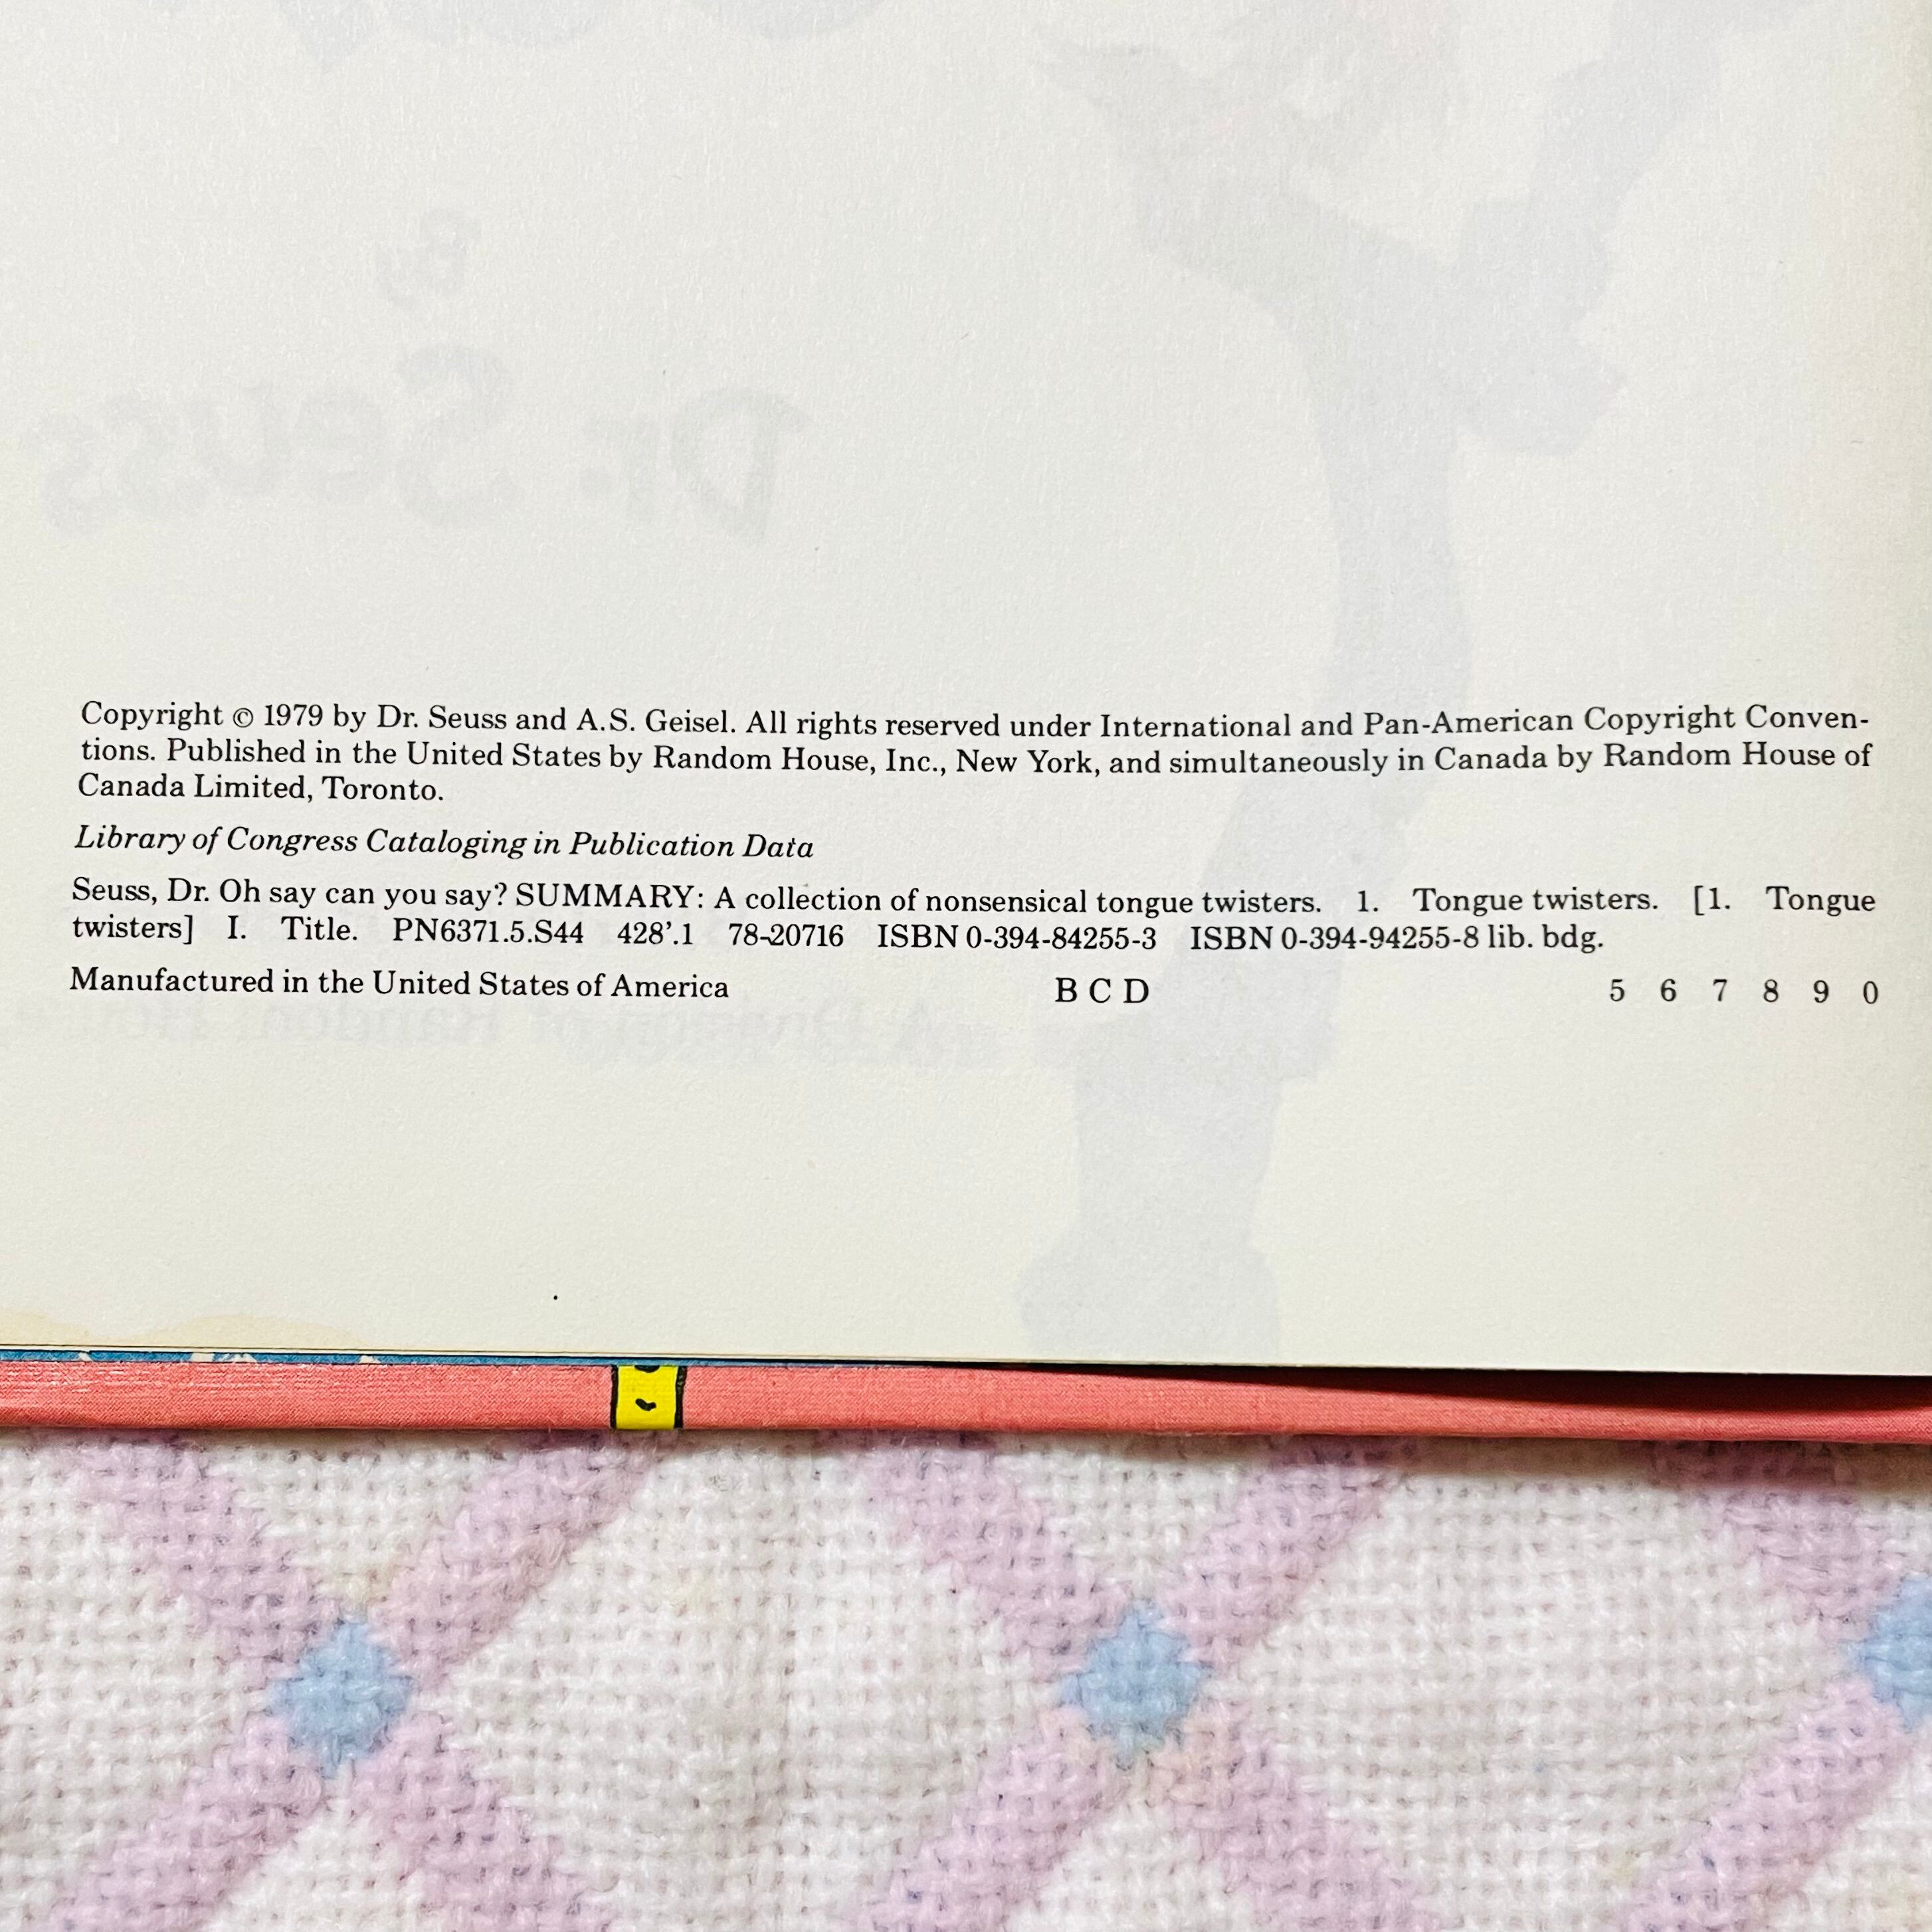 By
Dr. Seuss
Copyright © 1979 by Dr. Seuss and A.S. Geisel. All rights reserved under International and Pan-American Copyright Conven-
tions. Published in the United States by Random House, Inc., New York, and simultaneously in Canada by Random House of
Canada Limited, Toronto.
Library of Congress Cataloging in Publication Data
Seuss, Dr. Oh say can you say? SUMMARY: A collection of nonsensical tongue twisters. 1. Tongue twisters. [1. Tongue
twisters] I. Title. PN6371.5.S44 428'.1 78-20716 ISBN 0-394-84255-3 ISBN 0-394-94255-8 lib. bdg.
Manufactured in the United States of America B C D 5 6 7 8 9 0